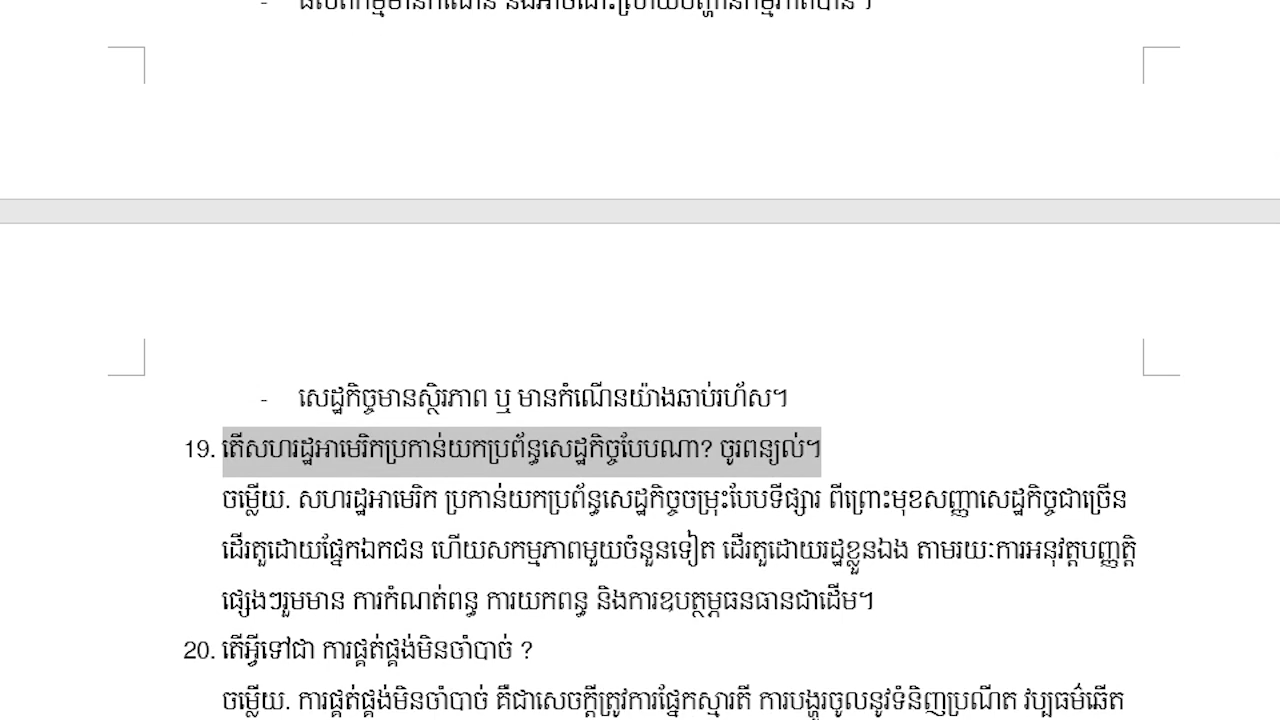 - សេដ្ឋកិច្ចមានស្ថិរភាព ឬ មានកំណើនយ៉ាងឆាប់រហ័ស។
19. តើសហរដ្ឋអាមេរិកប្រកាន់យកប្រព័ន្ធសេដ្ឋកិច្ចបែបណា? ចូរពន្យល់។
ចម្លើយ. សហរដ្ឋអាមេរិក ប្រកាន់យកប្រព័ន្ធសេដ្ឋកិច្ចចម្រុះបែបទីផ្សារ ពីព្រោះមុខសញ្ញាសេដ្ឋកិច្ចជាច្រើន
ដើរតួដោយផ្នែកឯកជន ហើយសកម្មភាពមួយចំនួនទៀត ដើរតួដោយរដ្ឋខ្លួនឯង តាមរយៈការអនុវត្តបញ្ញត្តិ
ផ្សេងៗរួមមាន ការកំណត់ពន្ធ ការយកពន្ធ និងការឧបត្ថម្ភធនធានជាដើម។
20. តើអ្វីទៅជា ការផ្គត់ផ្គង់មិនចាំបាច់ ?
ចម្លើយ. ការផ្គត់ផ្គង់មិនចាំបាច់ គឺជាសេចក្ដីត្រូវការផ្នែកស្មារតី ការបង្ហូរចូលនូវទំនិញប្រណីត វប្បធម៌ឆើត